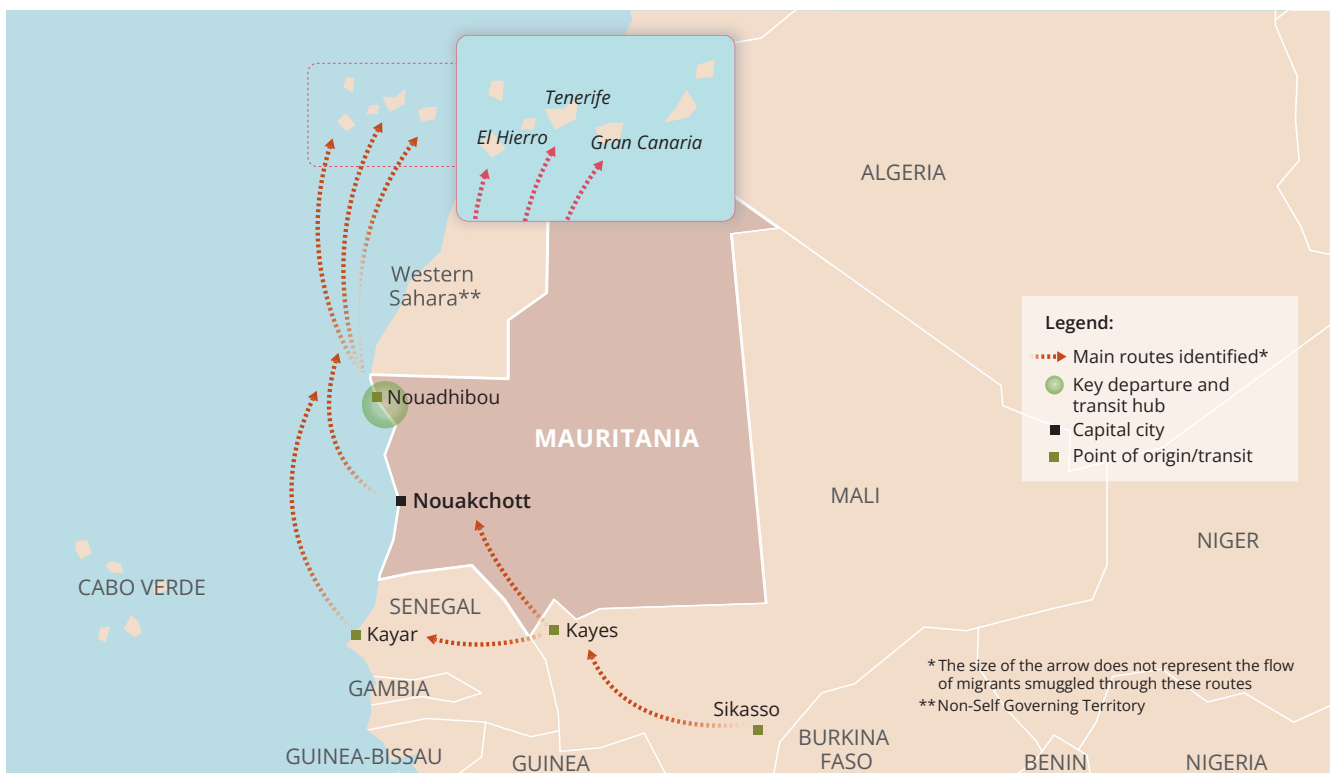 Tenerife
El Hierro
Gran Canaria
ALGERIA
Western
Sahara**
Legend:
Main routes identified*
Key departure and
transit hub
Capital city
Point of origin/transit
Nouadhibou
MAURITANIA
Nouakchott
MALI
NIGER
CABO VERDE
SENEGAL
Kayar
Kayes
GAMBIA
Sikasso
* The size of the arrow does not represent the flow
of migrants smuggled through these routes
**Non-Self Governing Territory
GUINEA-BISSAU
GUINEA
BURKINA
FASO
BENIN
NIGERIA